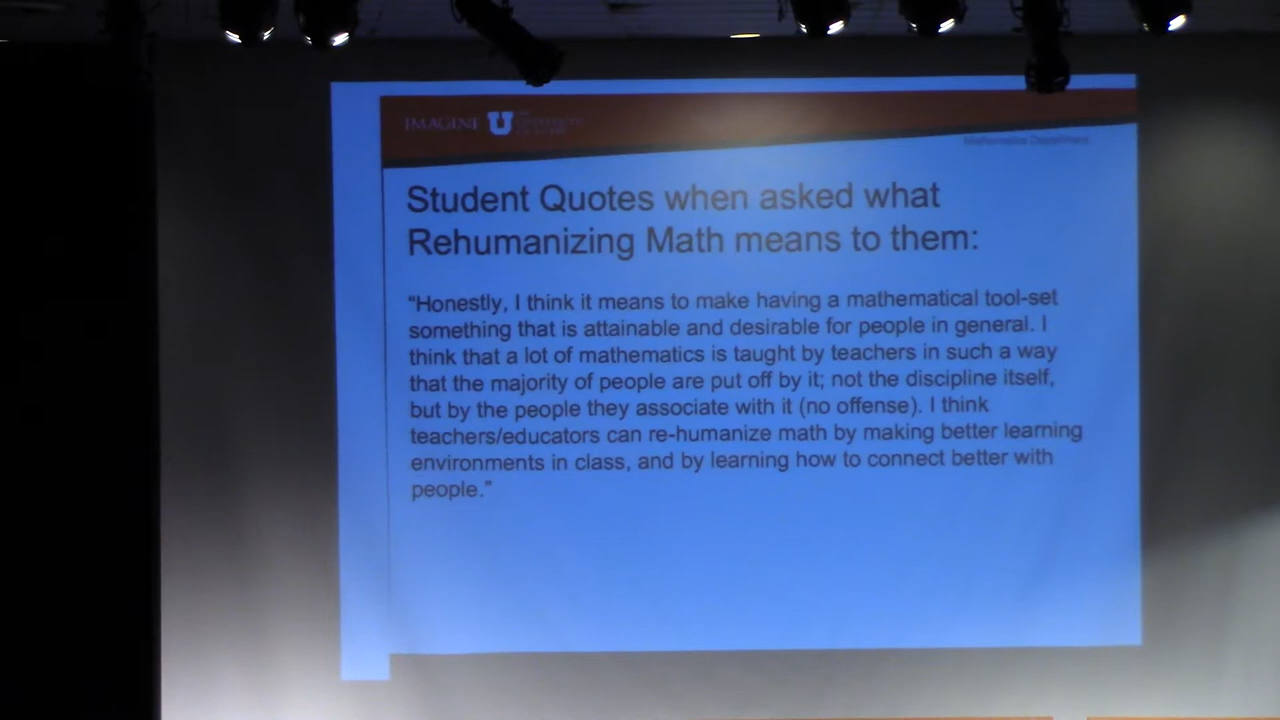 IMAGINE U THE UNIVERSITY OF UTAH
Mathematics Department
Student Quotes when asked what
Rehumanizing Math means to them:
“Honestly, I think it means to make having a mathematical tool-set
something that is attainable and desirable for people in general. I
think that a lot of mathematics is taught by teachers in such a way
that the majority of people are put off by it; not the discipline itself,
but by the people they associate with it (no offense). I think
teachers/educators can re-humanize math by making better learning
environments in class, and by learning how to connect better with
people.”